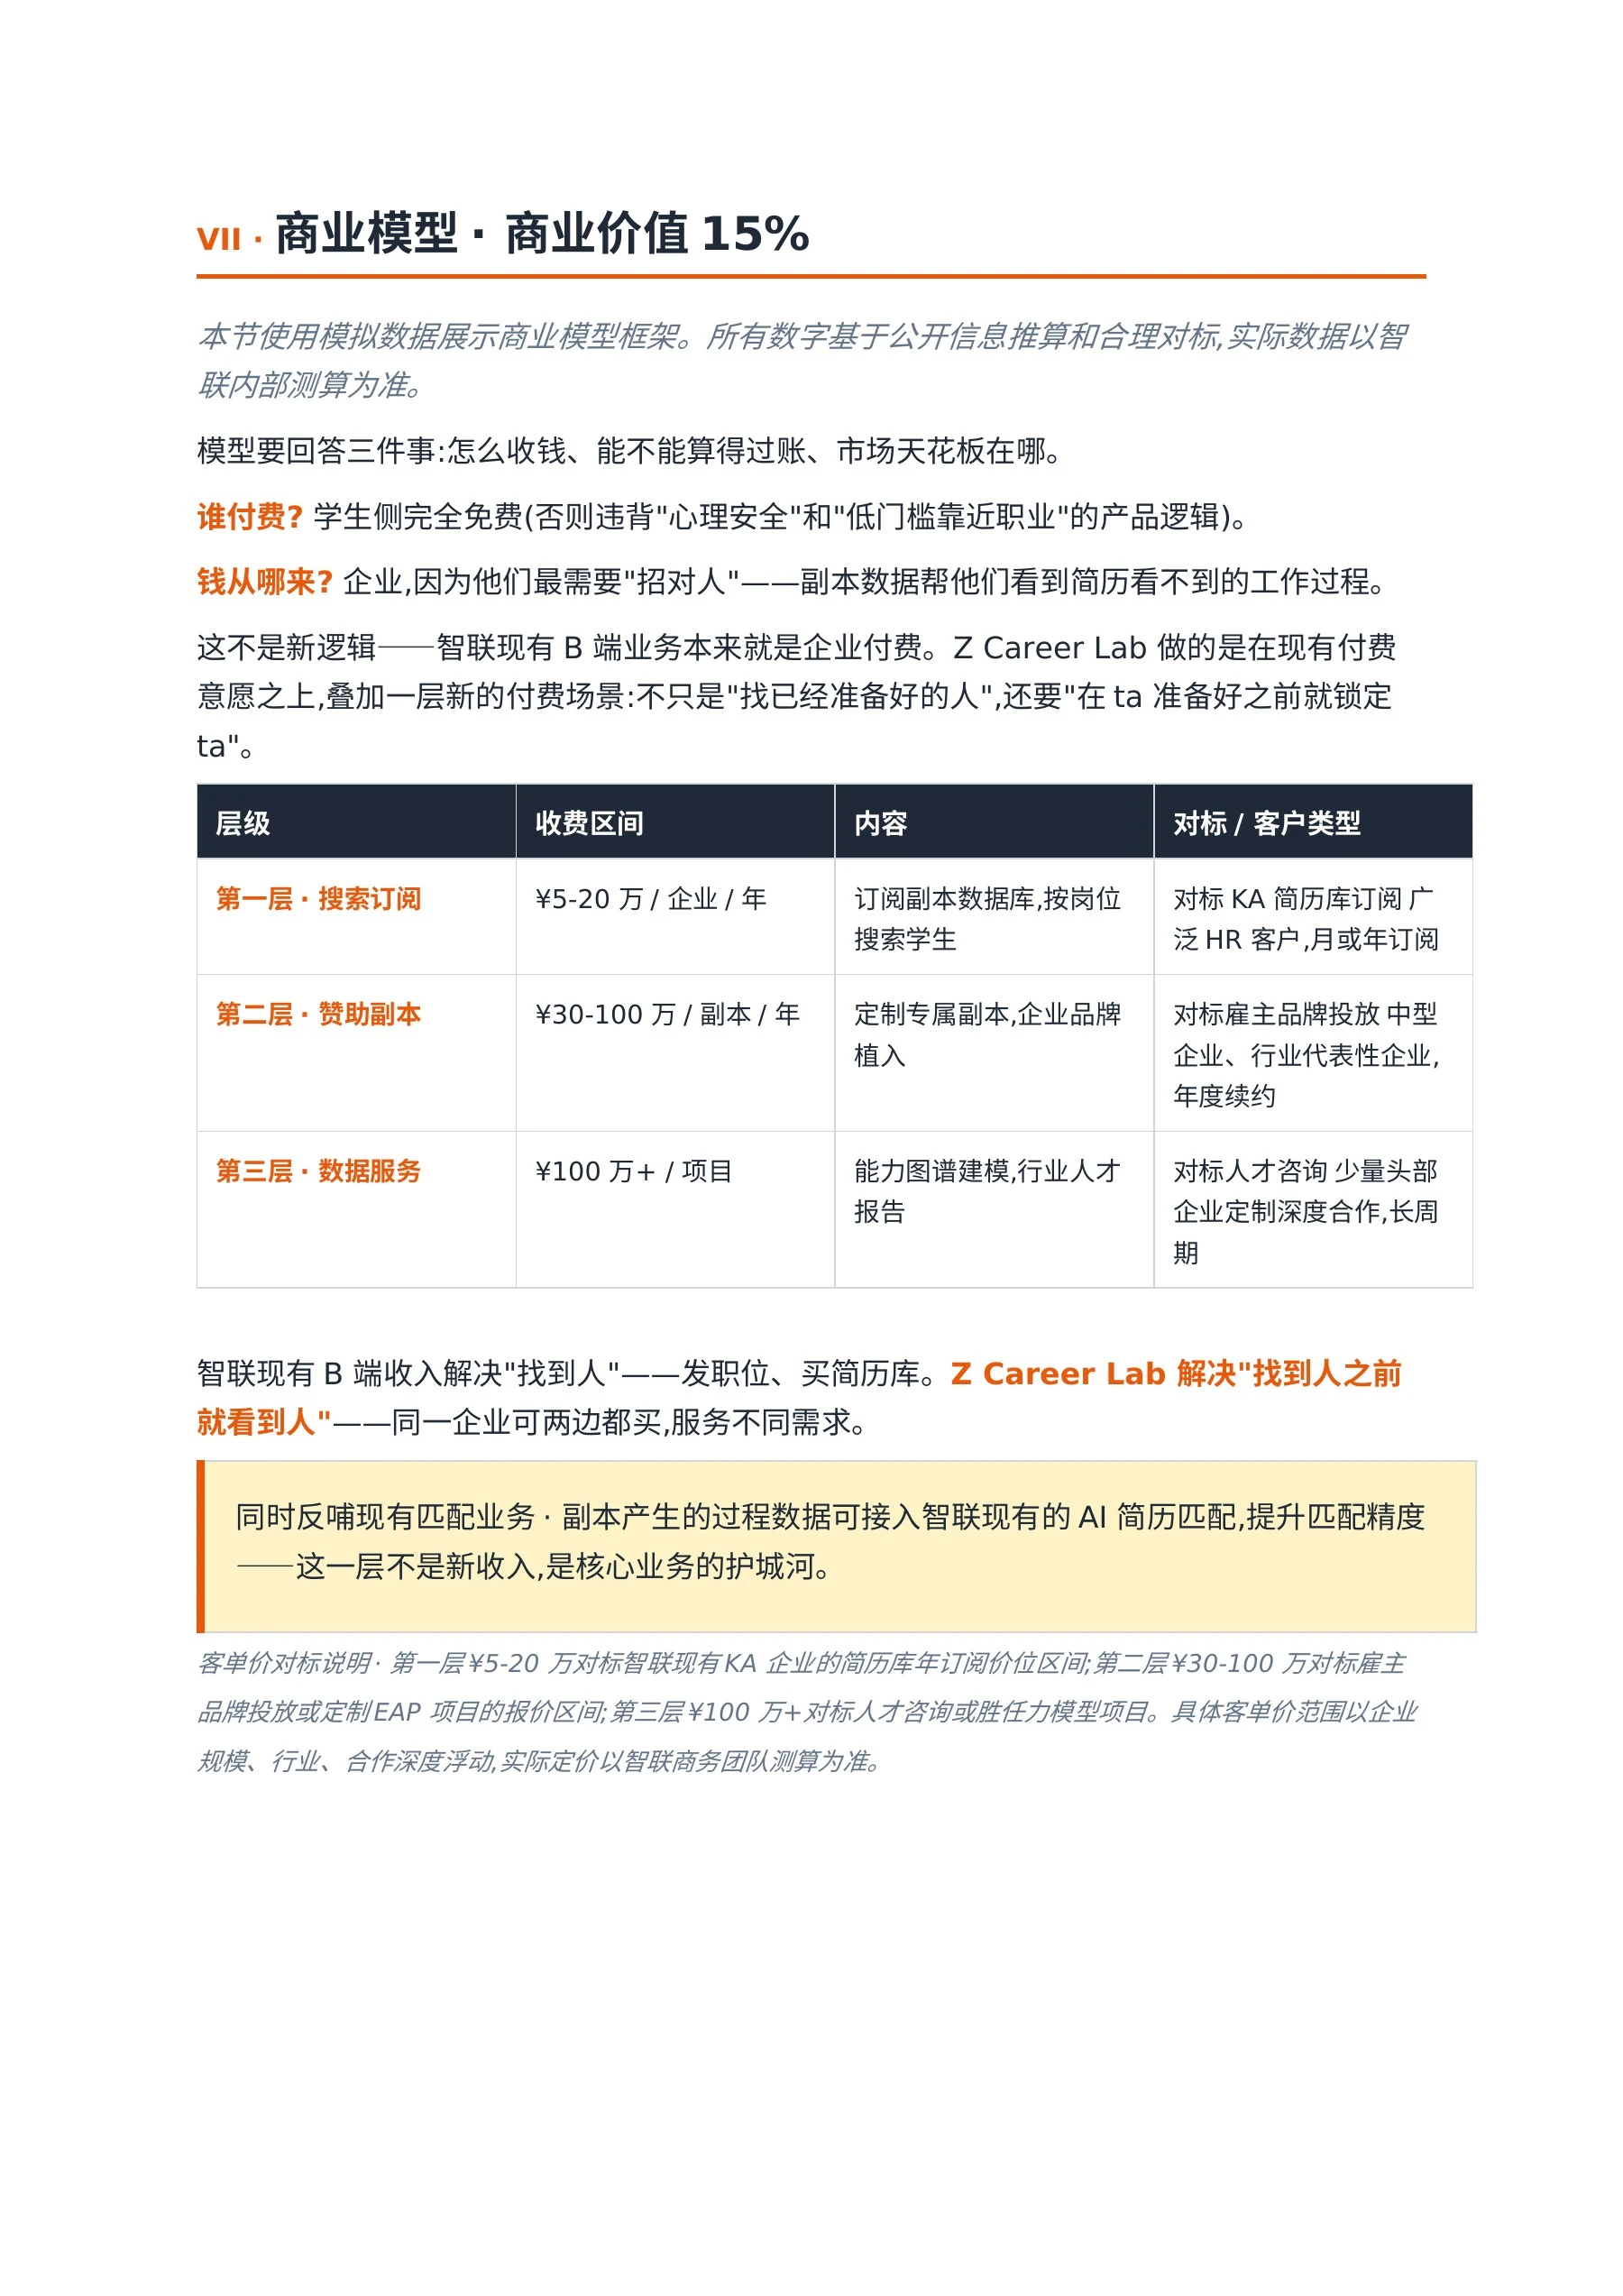 VII · 商业模型 · 商业价值 15%
本节使用模拟数据展示商业模型框架。所有数字基于公开信息推算和合理对标,实际数据以智
联内部测算为准。
模型要回答三件事:怎么收钱、能不能算得过账、市场天花板在哪。
谁付费? 学生侧完全免费(否则违背"心理安全"和"低门槛靠近职业"的产品逻辑)。
钱从哪来? 企业,因为他们最需要"招对人"——副本数据帮他们看到简历看不到的工作过程。
这不是新逻辑——智联现有 B 端业务本来就是企业付费。Z Career Lab 做的是在现有付费
意愿之上,叠加一层新的付费场景:不只是"找已经准备好的人",还要"在 ta 准备好之前就锁定
ta"。
层级 收费区间 内容 对标 / 客户类型
第一层 · 搜索订阅 ¥5-20 万 / 企业 / 年 订阅副本数据库,按岗位 对标 KA 简历库订阅 广
搜索学生 泛 HR 客户,月或年订阅
第二层 · 赞助副本 ¥30-100 万 / 副本 / 年 定制专属副本,企业品牌 对标雇主品牌投放 中型
植入 企业、行业代表性企业,
年度续约
第三层 · 数据服务 ¥100 万+ / 项目 能力图谱建模,行业人才 对标人才咨询 少量头部
报告 企业定制深度合作,长周
期
智联现有 B 端收入解决"找到人"——发职位、买简历库。Z Career Lab 解决"找到人之前
就看到人"——同一企业可两边都买,服务不同需求。
同时反哺现有匹配业务 · 副本产生的过程数据可接入智联现有的 AI 简历匹配,提升匹配精度
——这一层不是新收入,是核心业务的护城河。
客单价对标说明 · 第一层 ¥5-20 万对标智联现有 KA 企业的简历库年订阅价位区间;第二层 ¥30-100 万对标雇主
品牌投放或定制 EAP 项目的报价区间;第三层 ¥100 万+对标人才咨询或胜任力模型项目。具体客单价范围以企业
规模、行业、合作深度浮动,实际定价以智联商务团队测算为准。